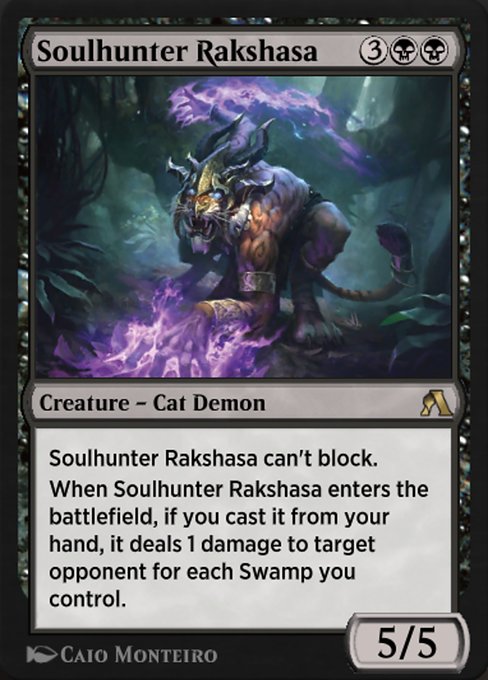 Soulhunter Rakshasa 3
Creature – Cat Demon
Soulhunter Rakshasa can't block.
When Soulhunter Rakshasa enters the
battlefield, if you cast it from your
hand, it deals 1 damage to target
opponent for each Swamp you
control.
5/5
Caio Monteiro